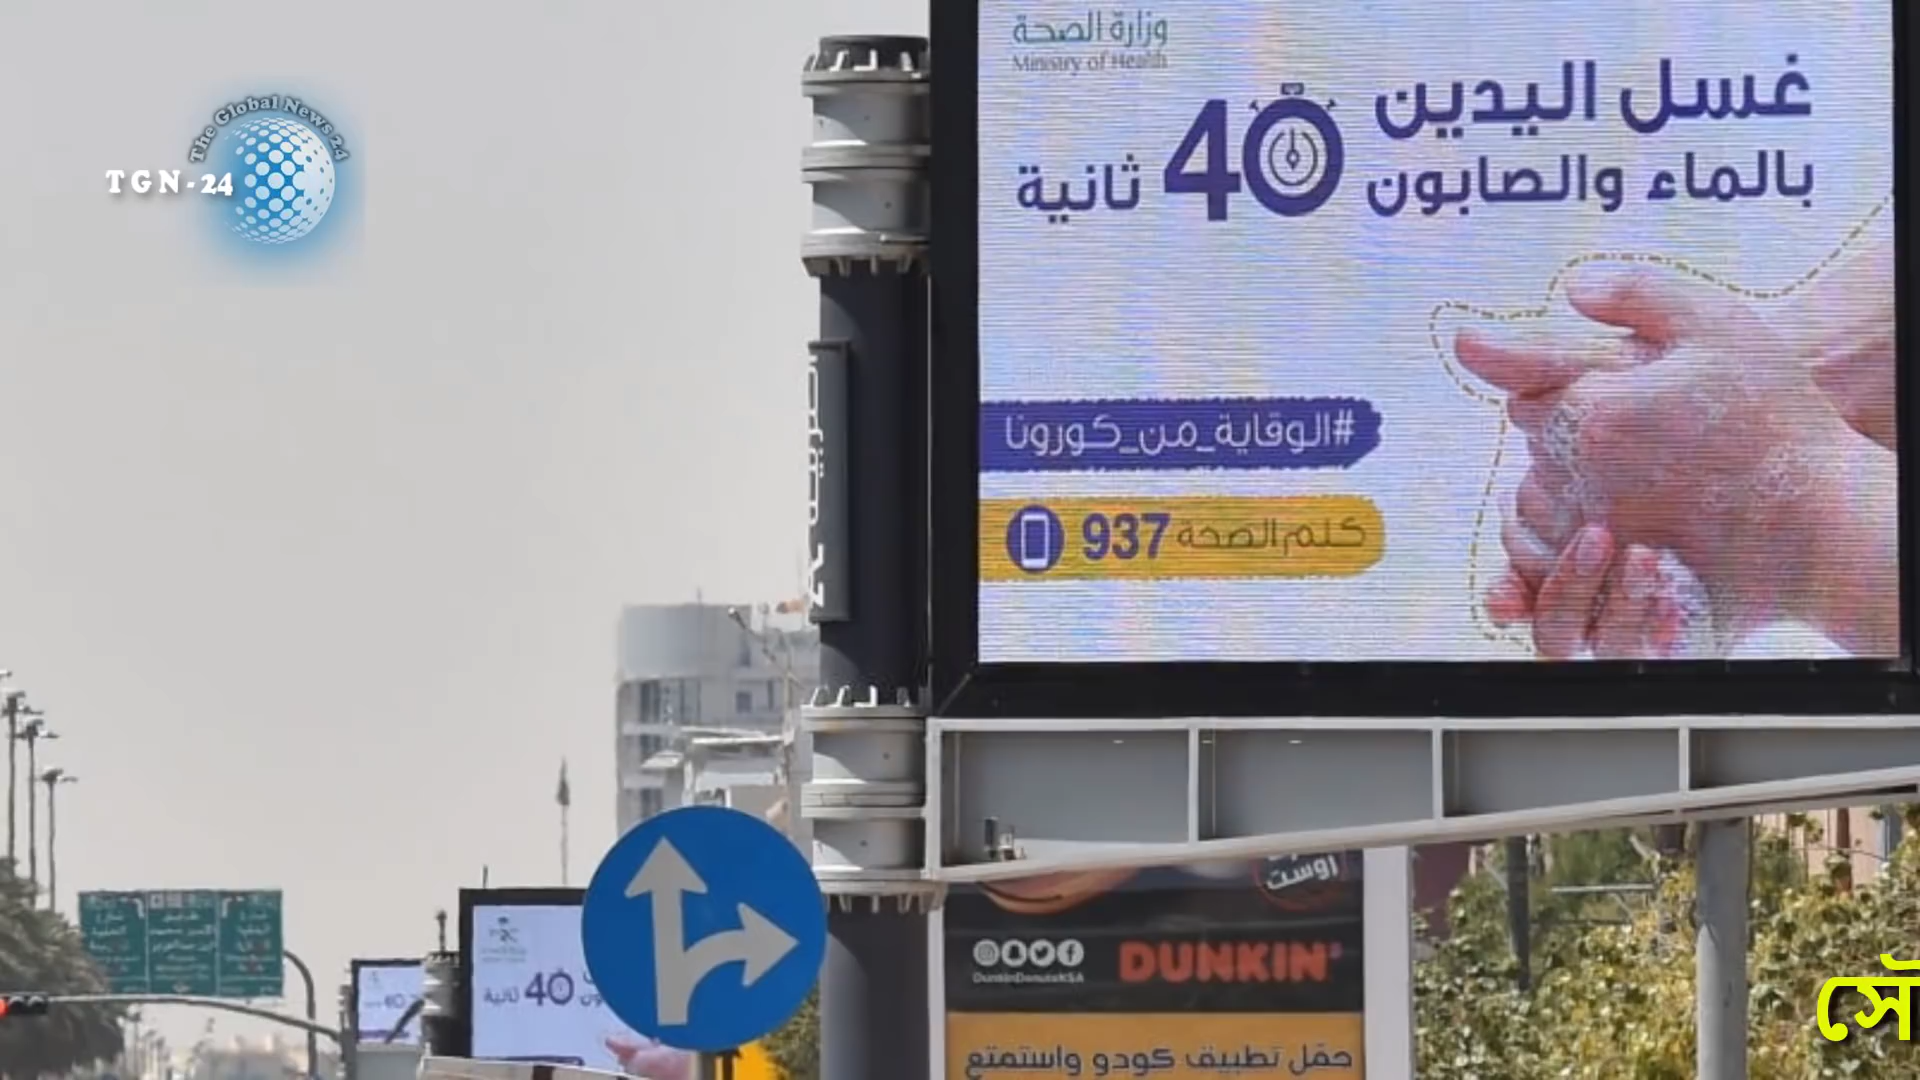 The Global News 24
TGN-24
وزارة الصحة
Ministry of Health
غسل اليدين
بالماء والصابون 40 ثانية
#الوقاية_من_كورونا
كلم الصحة 937
40 ثانية
DUNKIN'
DunkinDonutsKSA
حمّل تطبيق كودو واستمتع
সৌ